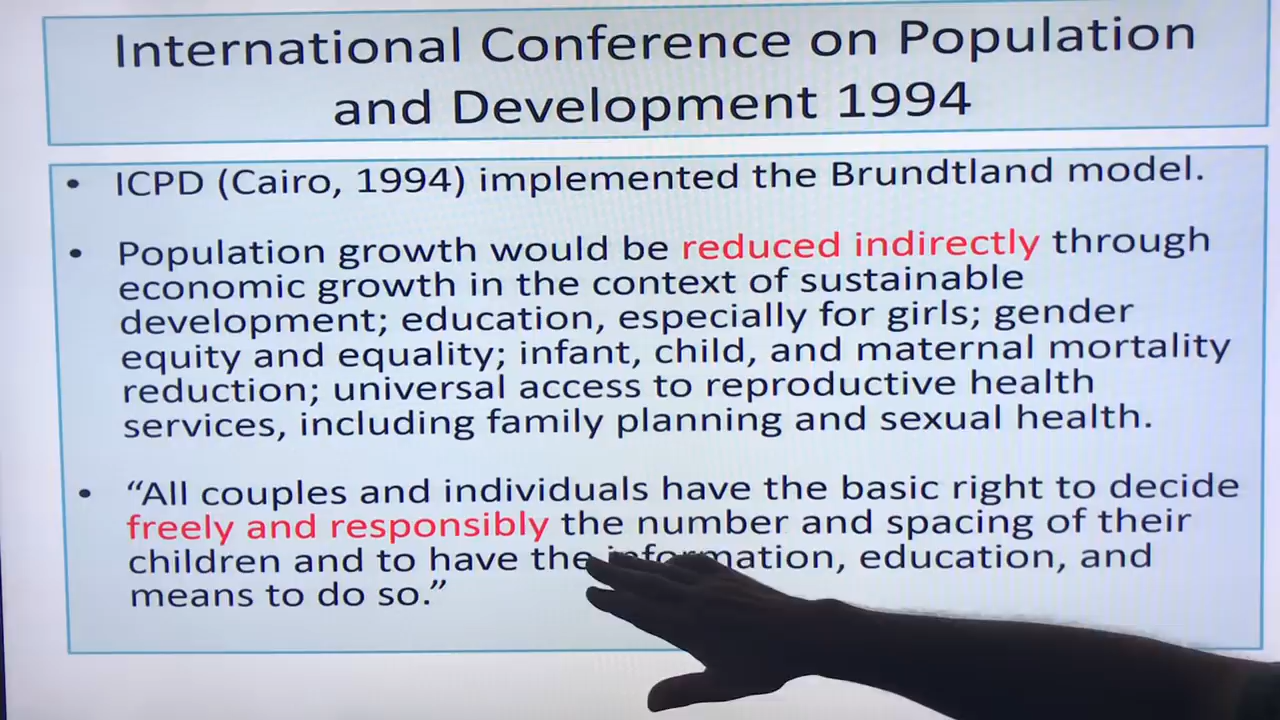 International Conference on Population
and Development 1994
• ICPD (Cairo, 1994) implemented the Brundtland model.
• Population growth would be reduced indirectly through
economic growth in the context of sustainable
development; education, especially for girls; gender
equity and equality; infant, child, and maternal mortality
reduction; universal access to reproductive health
services, including family planning and sexual health.
• “All couples and individuals have the basic right to decide
freely and responsibly the number and spacing of their
children and to have the information, education, and
means to do so.”